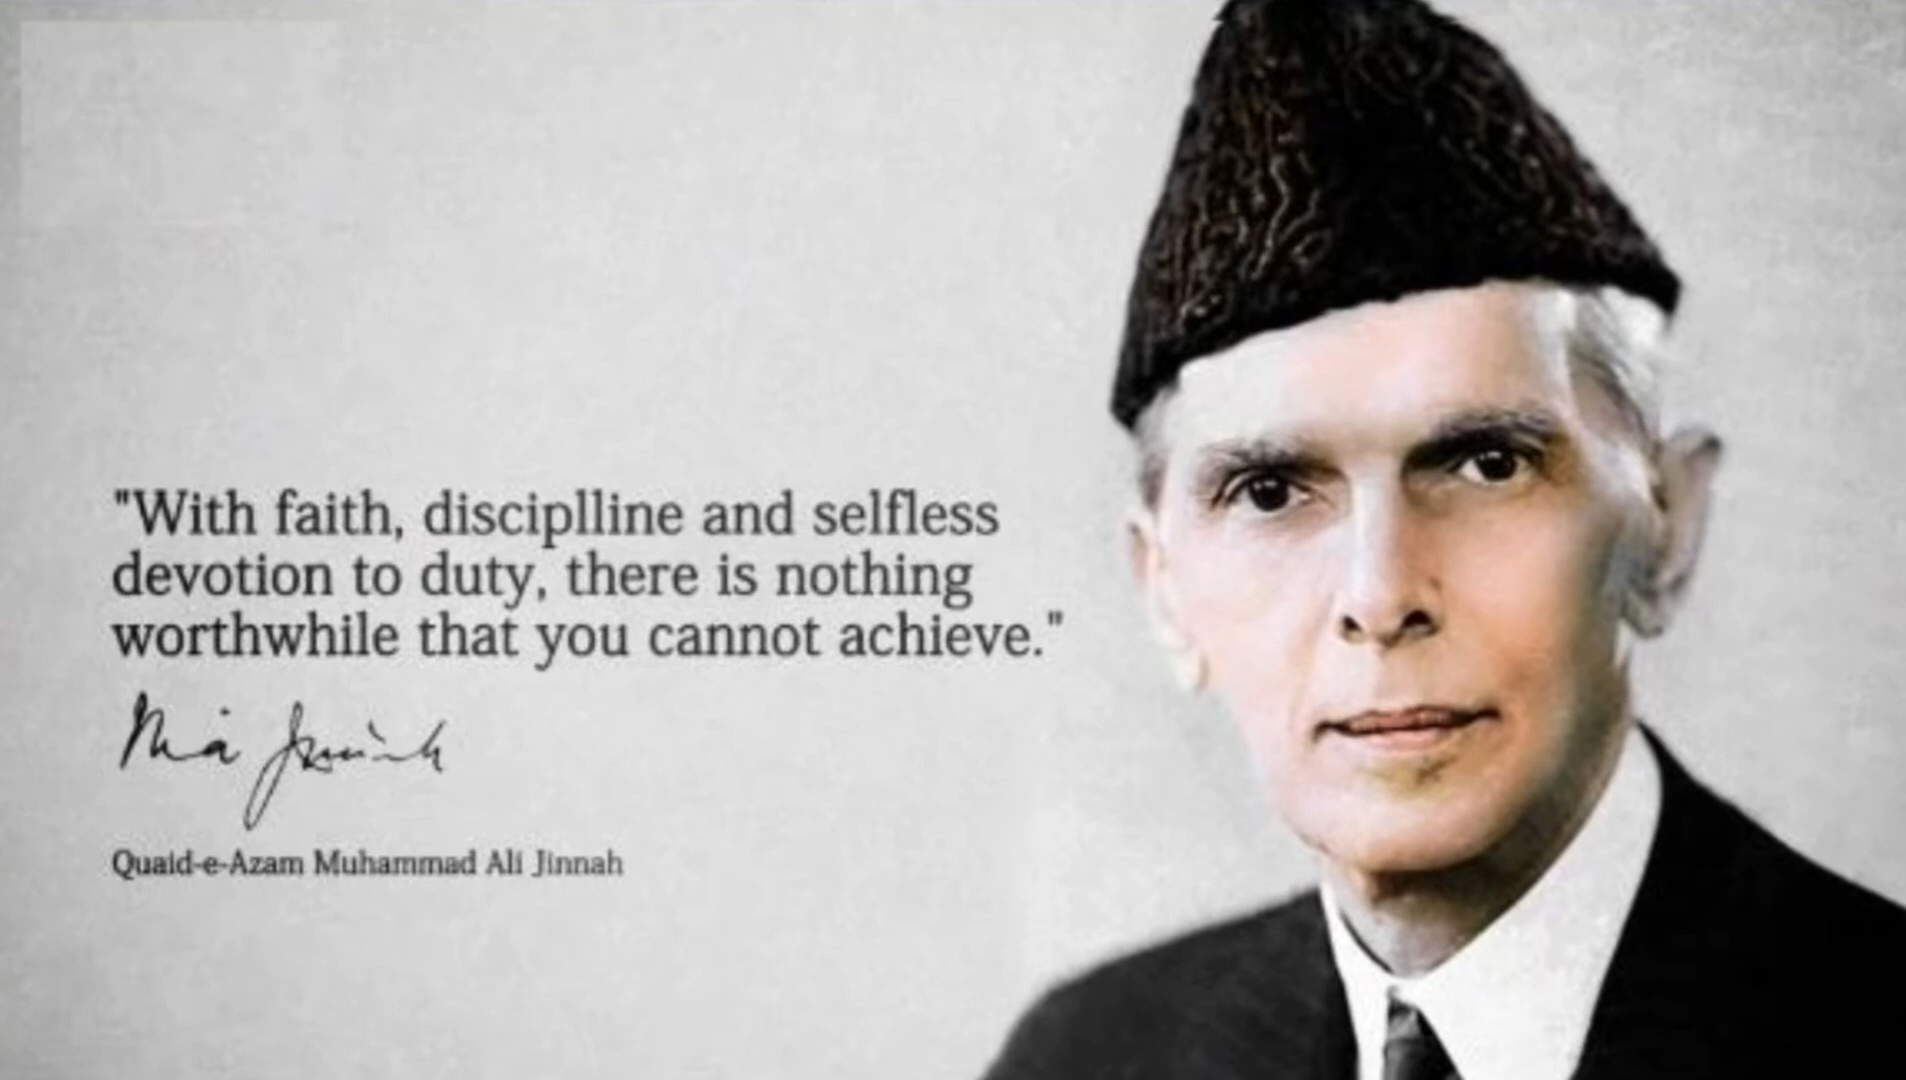 "With faith, disciplline and selfless
devotion to duty, there is nothing
worthwhile that you cannot achieve."
M A Jinnah
Quaid-e-Azam Muhammad Ali Jinnah